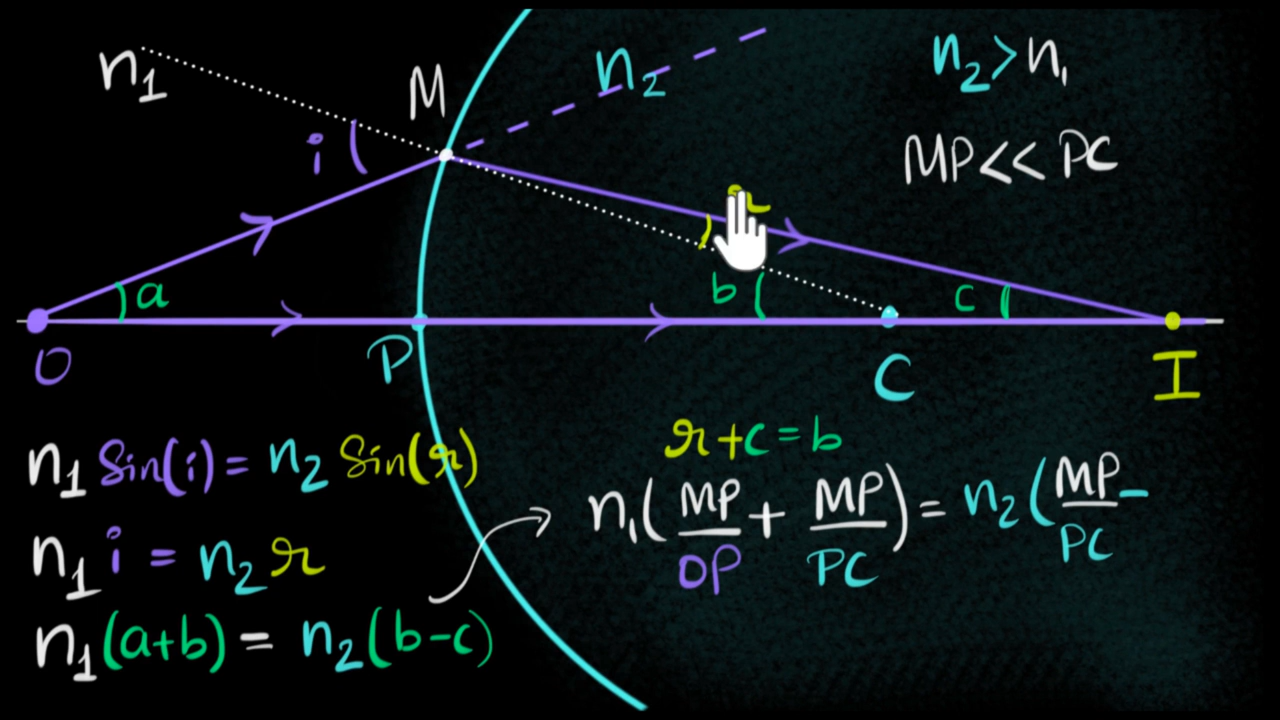 n₁
M
n₂
n₂ > n₁
i
MP << PC
r
a
b
c
O
P
C
I
n₁ Sin(i) = n₂ Sin(r)
n₁ i = n₂ r
n₁(a+b) = n₂(b-c)
r+c=b
n₁(MP/OP + MP/PC) = n₂(MP/PC -